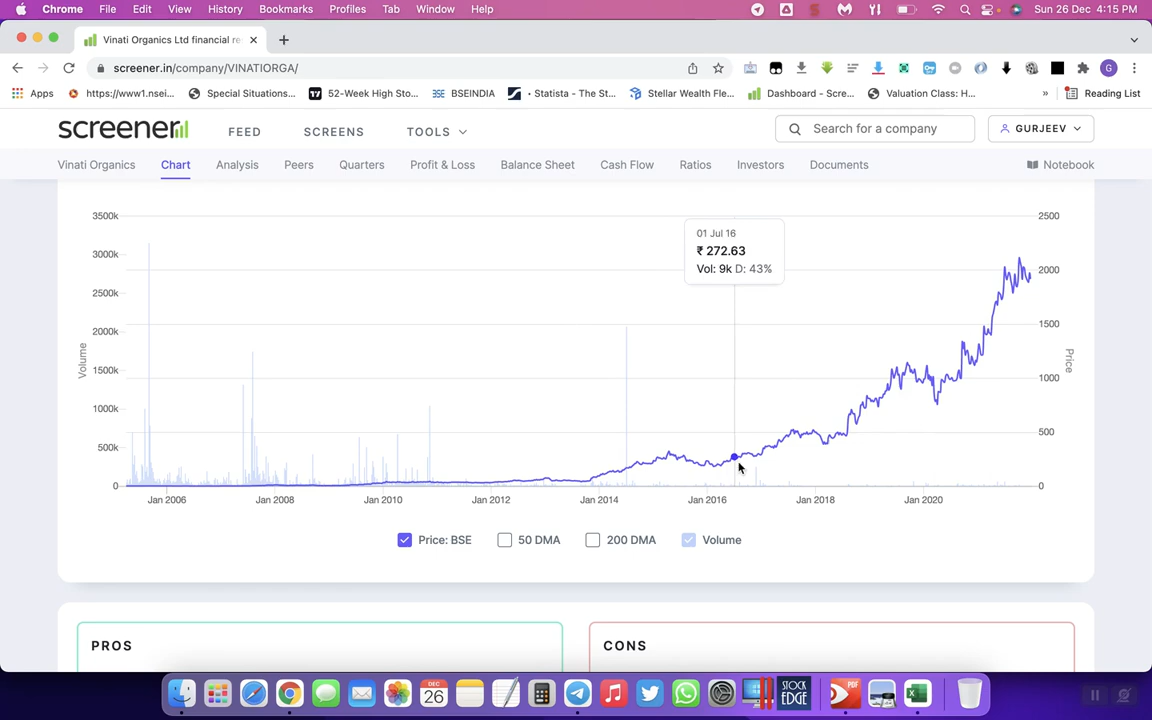 Chrome File Edit View History Bookmarks Profiles Tab Window Help Sun 26 Dec 4:15 PM
Vinati Organics Ltd financial re
screener.in/company/VINATIORGA/
Apps https://www1.nsei... Special Situations... 52-Week High Sto... BSEINDIA • Statista - The St... Stellar Wealth Fle... Dashboard - Scre... Valuation Class: H... » Reading List
screener FEED SCREENS TOOLS Search for a company GURJEEV
Vinati Organics Chart Analysis Peers Quarters Profit & Loss Balance Sheet Cash Flow Ratios Investors Documents Notebook
3500k 2500
01 Jul 16
₹ 272.63
3000k
Vol: 9k D: 43% 2000
2500k
2000k 1500
Volume Price
1500k 1000
1000k
500k 500
0 0
Jan 2006 Jan 2008 Jan 2010 Jan 2012 Jan 2014 Jan 2016 Jan 2018 Jan 2020
Price: BSE 50 DMA 200 DMA Volume
PROS CONS
DEC
26
PDF
STOCK
EDGE